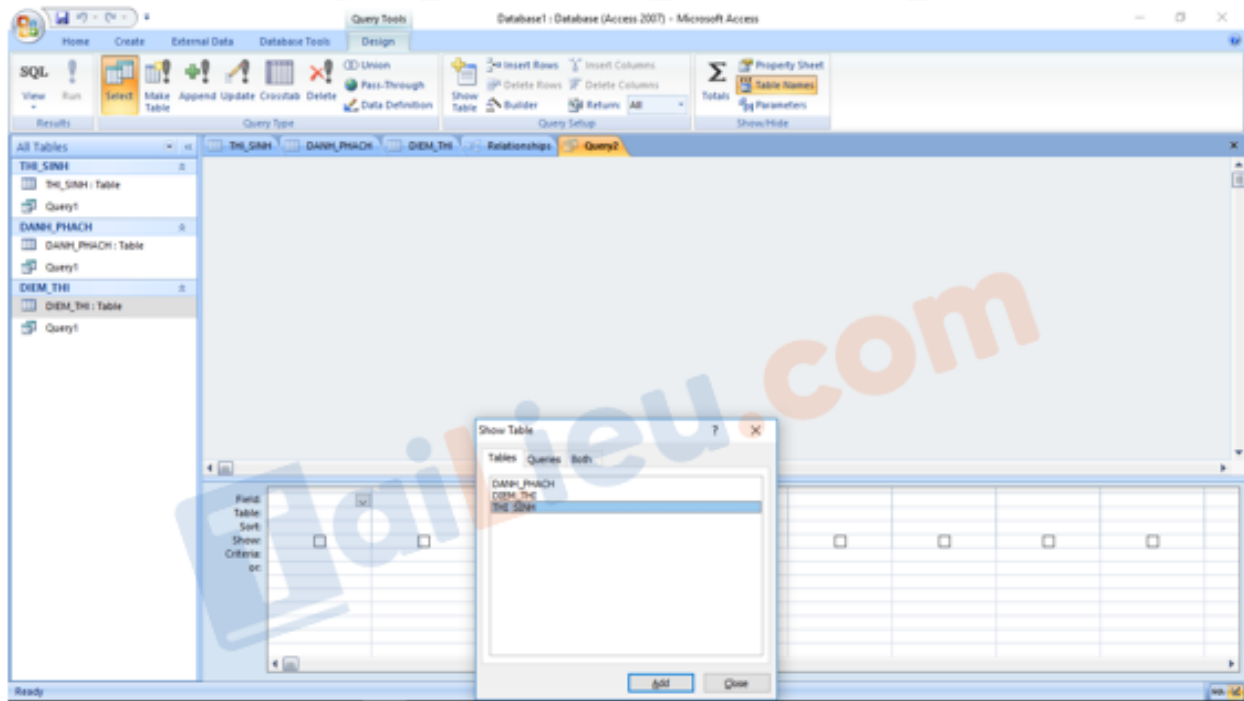 Query Tools
Database1 : Database (Access 2007) - Microsoft Access
Home Create External Data Database Tools Design
SQL View
Run
Results
Select
Make Table
Append
Update
Crosstab
Delete
Union
Pass-Through
Data Definition
Query Type
Show Table
Insert Rows
Delete Rows
Builder
Insert Columns
Delete Columns
Return: All
Query Setup
Totals
Property Sheet
Table Names
Parameters
Show/Hide
All Tables
THI_SINH
THI_SINH : Table
Query1
DANH_PHACH
DANH_PHACH : Table
Query1
DIEM_THI
DIEM_THI : Table
Query1
THI_SINH DANH_PHACH DIEM_THI Relationships Query2
Show Table ?
Tables Queries Both
DANH_PHACH
DIEM_THI
THI_SINH
Add Close
Field:
Table:
Sort:
Show:
Criteria:
or:
TaiLieu.com
Ready
SQL